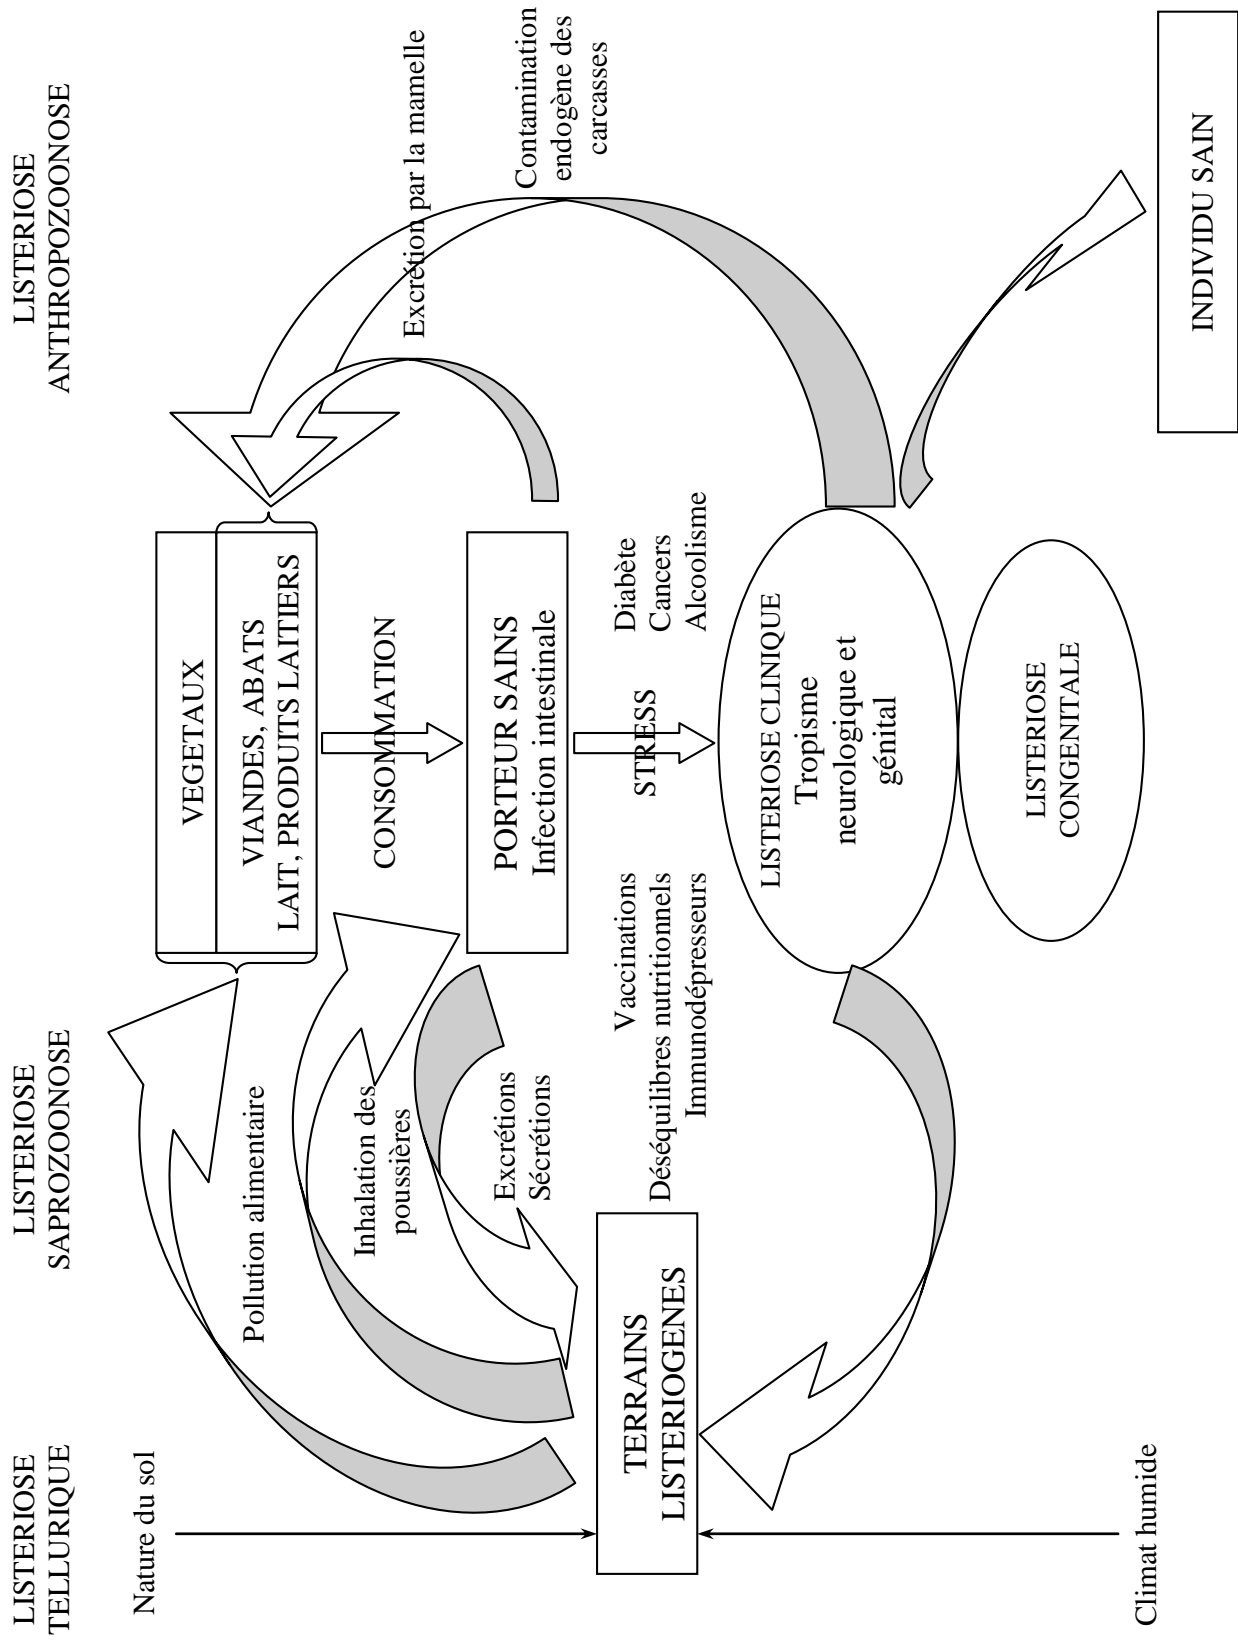 LISTERIOSE
TELLURIQUE
LISTERIOSE
SAPROZOONOSE
LISTERIOSE
ANTHROPOZOONOSE
Nature du sol
Pollution alimentaire
Inhalation des
poussières
Excrétions
Sécrétions
TERRAINS
LISTERIOGENES
Climat humide
VEGETAUX
VIANDES, ABATS
LAIT, PRODUITS LAITIERS
CONSOMMATION
PORTEUR SAINS
Infection intestinale
STRESS
Vaccinations
Déséquilibres nutritionnels
Immunodépresseurs
Diabète
Cancers
Alcoolisme
LISTERIOSE CLINIQUE
Tropisme
neurologique et
génital
LISTERIOSE
CONGENITALE
Excrétion par la mamelle
Contamination
endogène des
carcasses
INDIVIDU SAIN